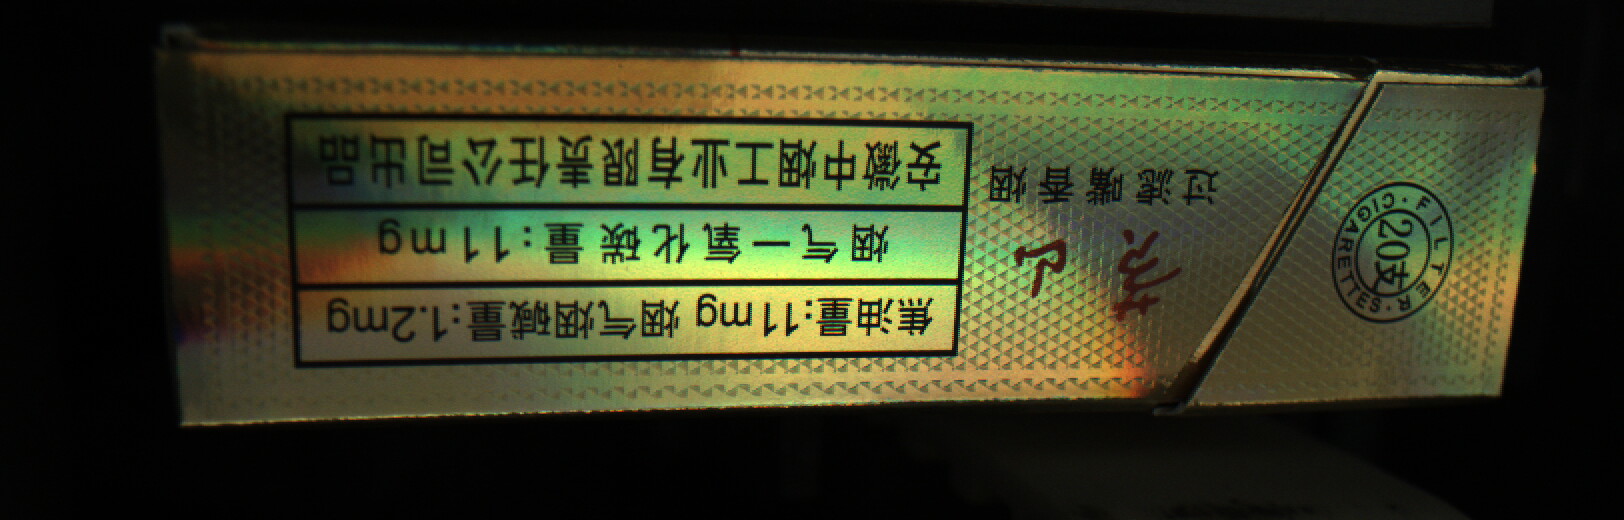 焦油量:11mg 烟气烟碱量:1.2mg
烟气一氧化碳量:11mg
安徽中烟工业有限责任公司出品
黄山
过滤嘴香烟
FILTER·CIGARETTES·
20支